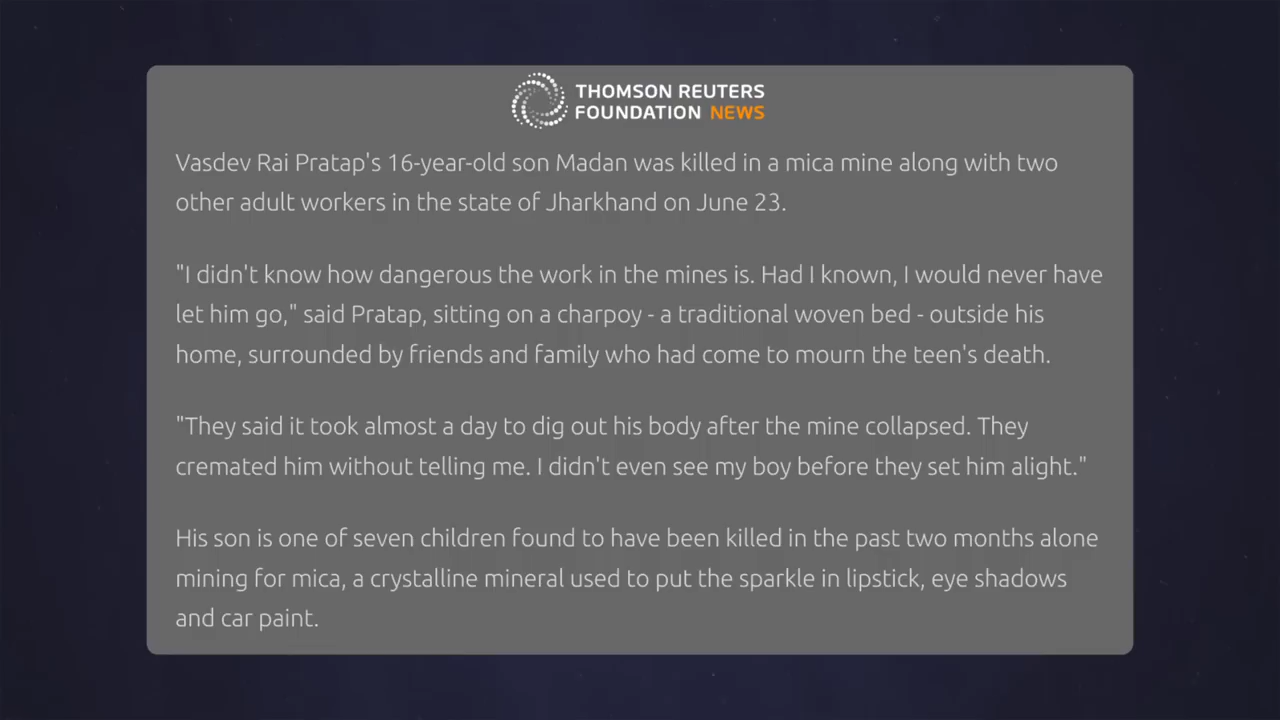 THOMSON REUTERS
FOUNDATION NEWS
Vasdev Rai Pratap's 16-year-old son Madan was killed in a mica mine along with two
other adult workers in the state of Jharkhand on June 23.
"I didn't know how dangerous the work in the mines is. Had I known, I would never have
let him go," said Pratap, sitting on a charpoy - a traditional woven bed - outside his
home, surrounded by friends and family who had come to mourn the teen's death.
"They said it took almost a day to dig out his body after the mine collapsed. They
cremated him without telling me. I didn't even see my boy before they set him alight."
His son is one of seven children found to have been killed in the past two months alone
mining for mica, a crystalline mineral used to put the sparkle in lipstick, eye shadows
and car paint.